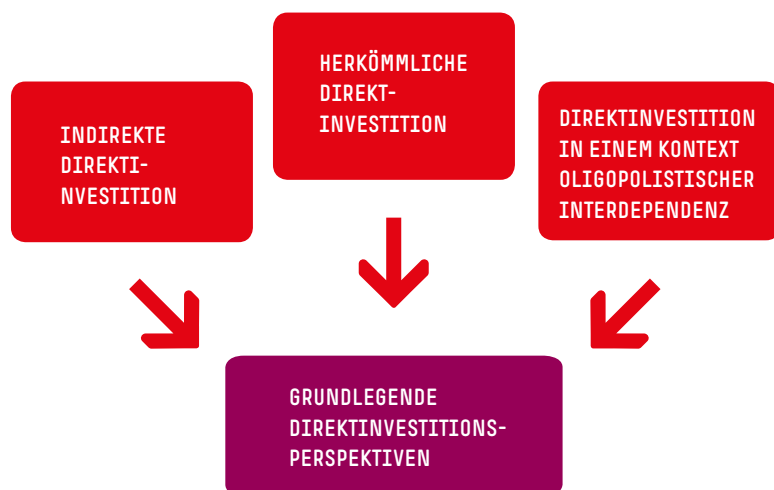 INDIREKTE
DIREKTI-
NVESTITION
HERKÖMMLICHE
DIREKT-
INVESTITION
DIREKTINVESTITION
IN EINEM KONTEXT
OLIGOPOLISTISCHER
INTERDEPENDENZ
GRUNDLEGENDE
DIREKTINVESTITIONS-
PERSPEKTIVEN